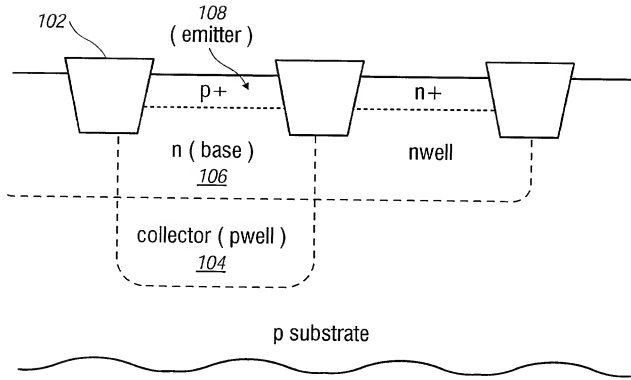 102
108
( emitter )
p+
n+
n ( base )
106
nwell
collector ( pwell )
104
p substrate